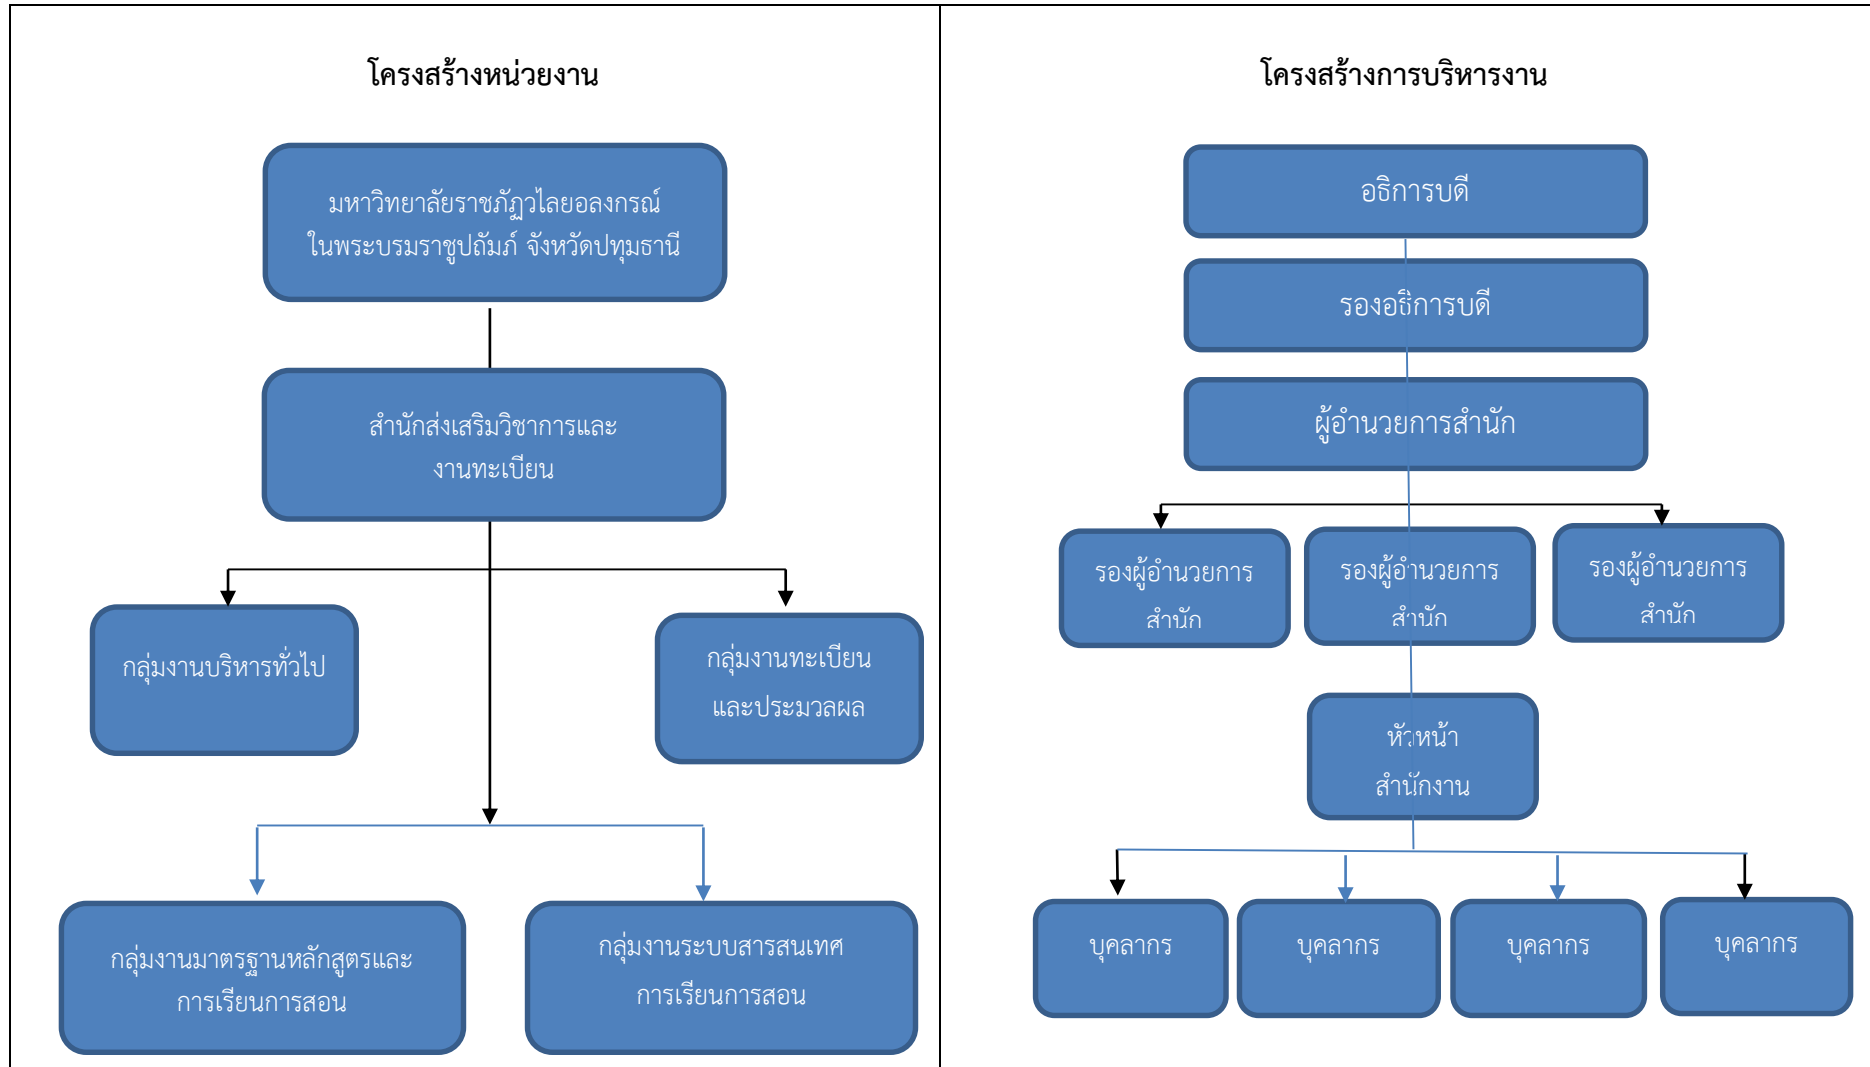 โครงสร้างหน่วยงาน
มหาวิทยาลัยราชภัฏวไลยอลงกรณ์
ในพระบรมราชูปถัมภ์ จังหวัดปทุมธานี
สำนักส่งเสริมวิชาการและ
งานทะเบียน
กลุ่มงานบริหารทั่วไป
กลุ่มงานทะเบียน
และประมวลผล
กลุ่มงานมาตรฐานหลักสูตรและ
การเรียนการสอน
กลุ่มงานระบบสารสนเทศ
การเรียนการสอน
โครงสร้างการบริหารงาน
อธิการบดี
รองอธิการบดี
ผู้อำนวยการสำนัก
รองผู้อำนวยการ
สำนัก
รองผู้อำนวยการ
สำนัก
รองผู้อำนวยการ
สำนัก
หัวหน้า
สำนักงาน
บุคลากร
บุคลากร
บุคลากร
บุคลากร